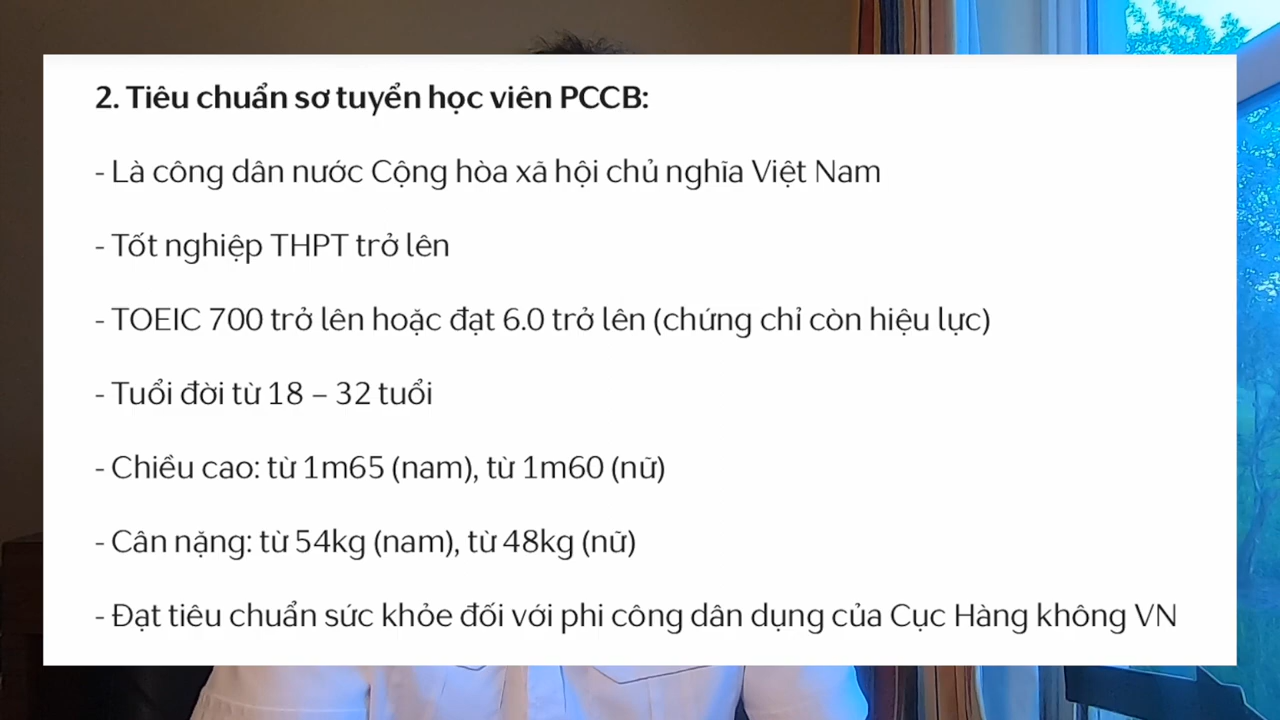 2. Tiêu chuẩn sơ tuyển học viên PCCB:
- Là công dân nước Cộng hòa xã hội chủ nghĩa Việt Nam
- Tốt nghiệp THPT trở lên
- TOEIC 700 trở lên hoặc đạt 6.0 trở lên (chứng chỉ còn hiệu lực)
- Tuổi đời từ 18 – 32 tuổi
- Chiều cao: từ 1m65 (nam), từ 1m60 (nữ)
- Cân nặng: từ 54kg (nam), từ 48kg (nữ)
- Đạt tiêu chuẩn sức khỏe đối với phi công dân dụng của Cục Hàng không VN